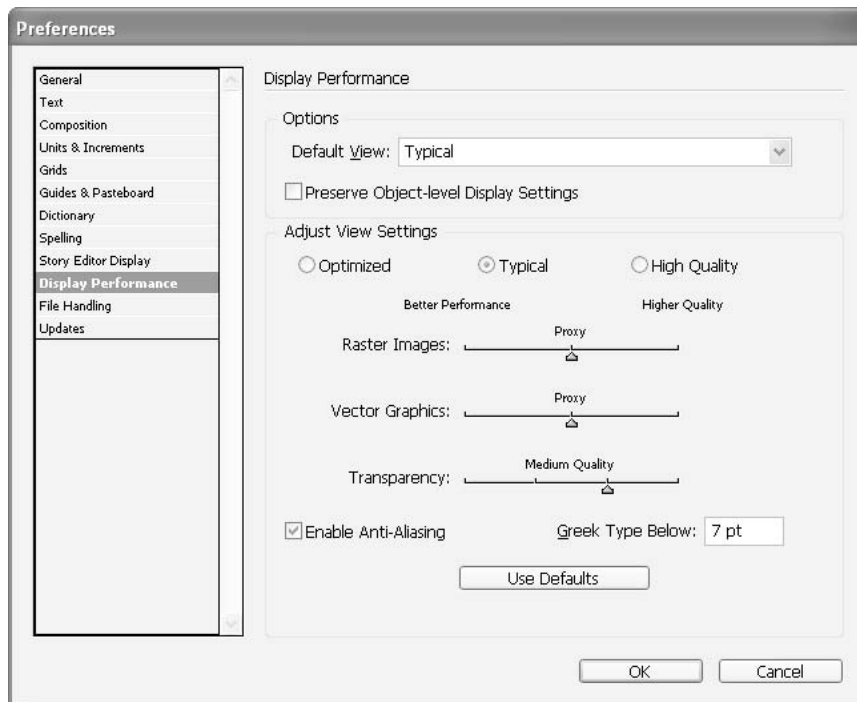 Preferences
General
Text
Composition
Units & Increments
Grids
Guides & Pasteboard
Dictionary
Spelling
Story Editor Display
Display Performance
File Handling
Updates
Display Performance
Options
Default View: Typical
Preserve Object-level Display Settings
Adjust View Settings
Optimized Typical High Quality
Better Performance Higher Quality
Proxy
Raster Images:
Proxy
Vector Graphics:
Medium Quality
Transparency:
Enable Anti-Aliasing Greek Type Below: 7 pt
Use Defaults
OK Cancel